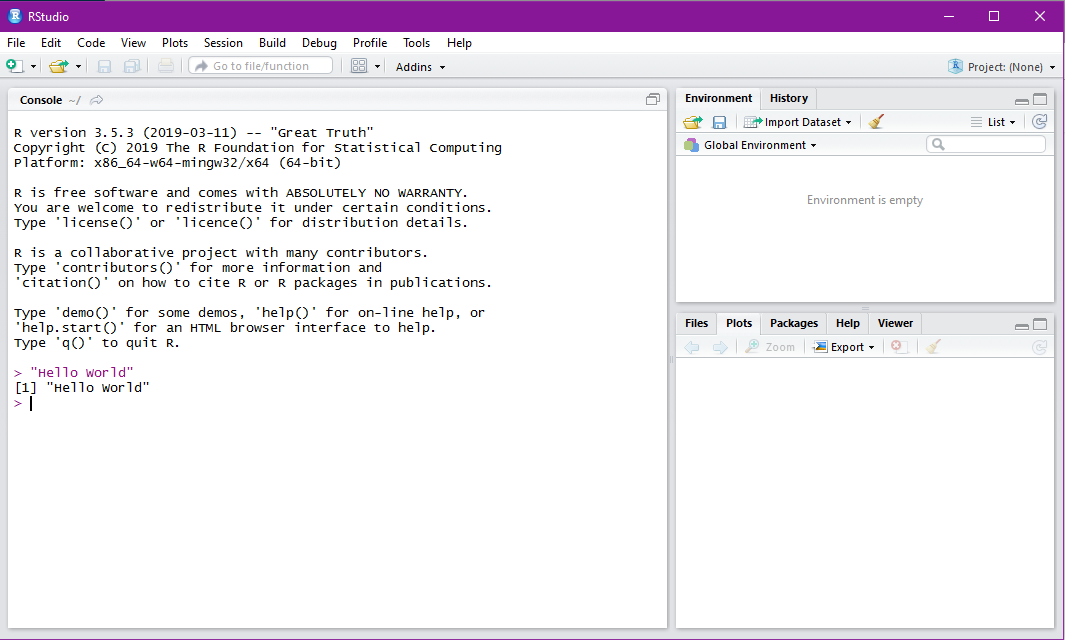 RStudio
File Edit Code View Plots Session Build Debug Profile Tools Help
Go to file/function Addins Project: (None)
Console ~/
R version 3.5.3 (2019-03-11) -- "Great Truth"
Copyright (C) 2019 The R Foundation for Statistical Computing
Platform: x86_64-w64-mingw32/x64 (64-bit)
R is free software and comes with ABSOLUTELY NO WARRANTY.
You are welcome to redistribute it under certain conditions.
Type 'license()' or 'licence()' for distribution details.
R is a collaborative project with many contributors.
Type 'contributors()' for more information and
'citation()' on how to cite R or R packages in publications.
Type 'demo()' for some demos, 'help()' for on-line help, or
'help.start()' for an HTML browser interface to help.
Type 'q()' to quit R.
> "Hello World"
[1] "Hello World"
>
Environment History
Import Dataset List
Global Environment
Environment is empty
Files Plots Packages Help Viewer
Zoom Export